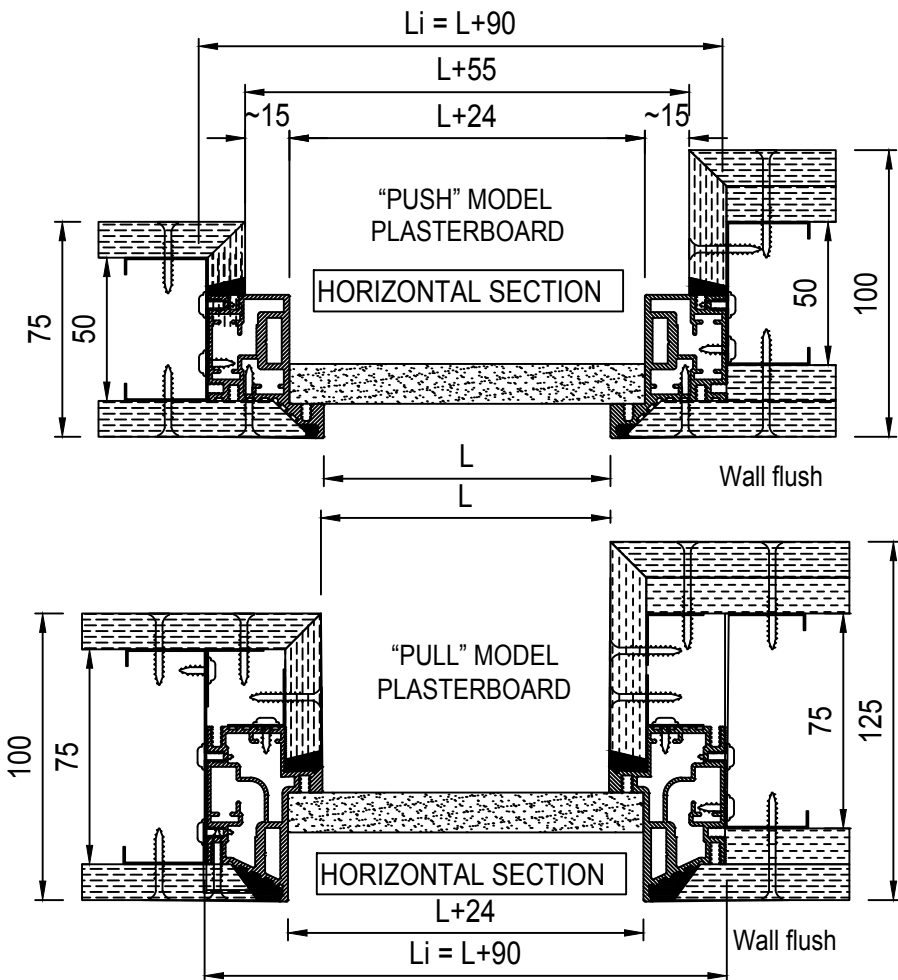 Li = L+90
L+55
~15
L+24
~15
“PUSH” MODEL
PLASTERBOARD
HORIZONTAL SECTION
75
50
50
100
L
Wall flush
L
“PULL” MODEL
PLASTERBOARD
100
75
75
125
HORIZONTAL SECTION
L+24
Li = L+90
Wall flush